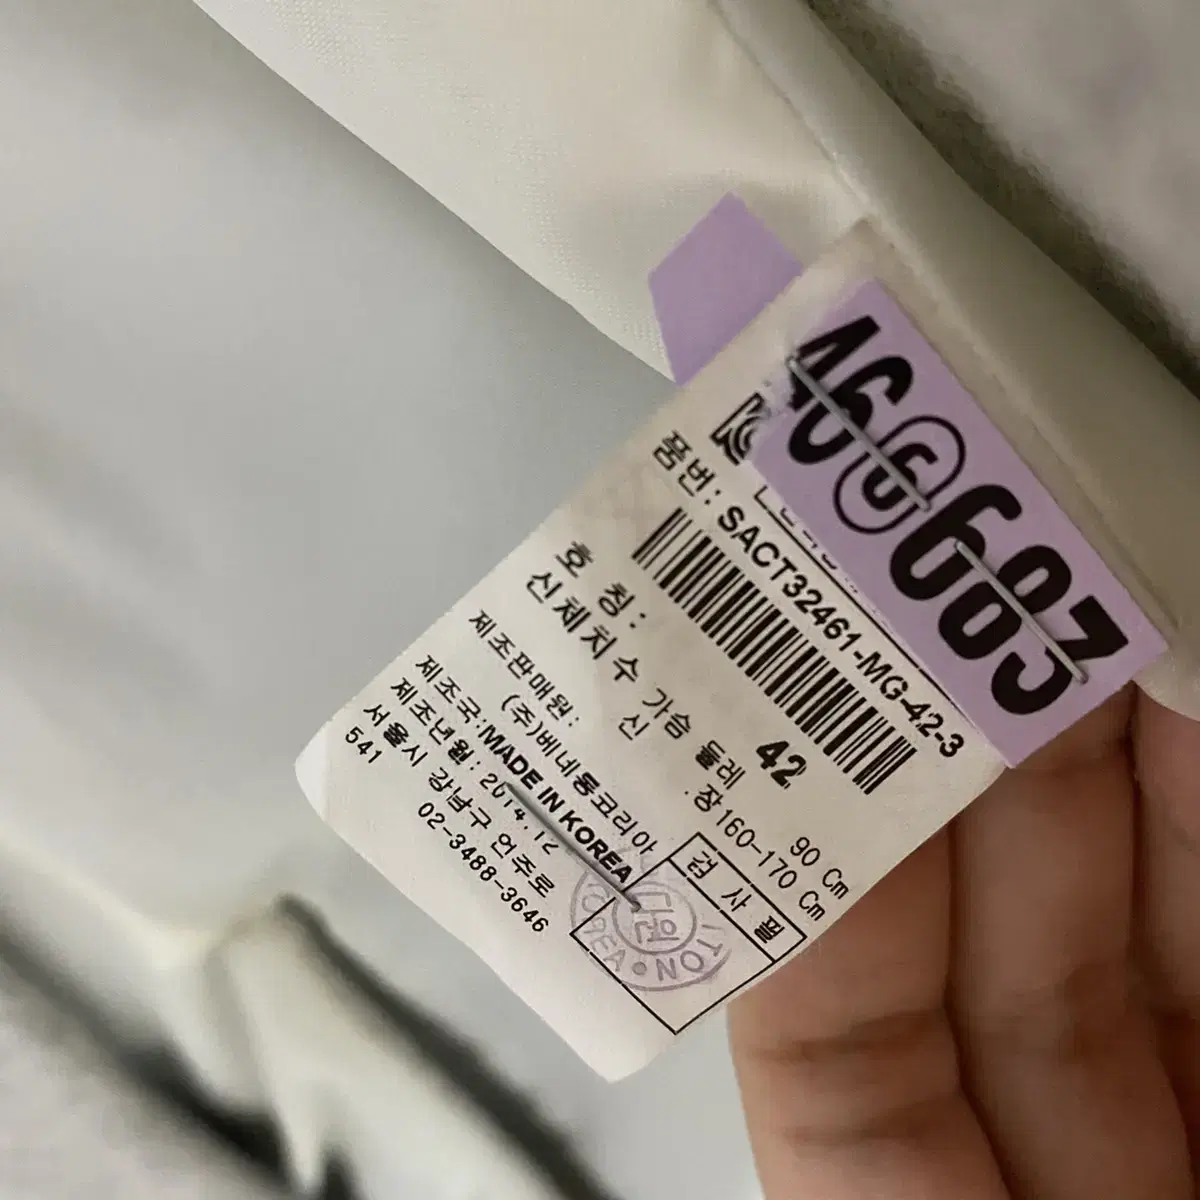 46 6 683
품번: SACT32461-MG-42-3
호 칭: 42
신체치수 가슴 둘레 90 Cm
신 장 160-170 Cm
제조판매원:
(주)베네통코리아
제조국:MADE IN KOREA
제조년월: 2014.12
서울시 강남구 언주로
541
02-3488-3646
검 사 필